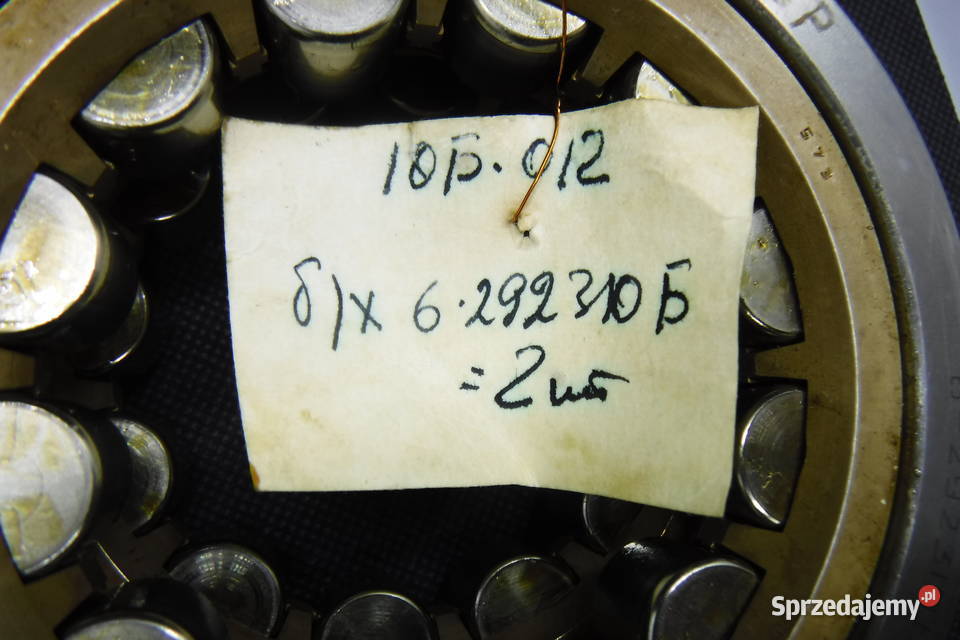 10Б.012
б/х 6.292310Б
=2шт
Sprzedajemy.pl